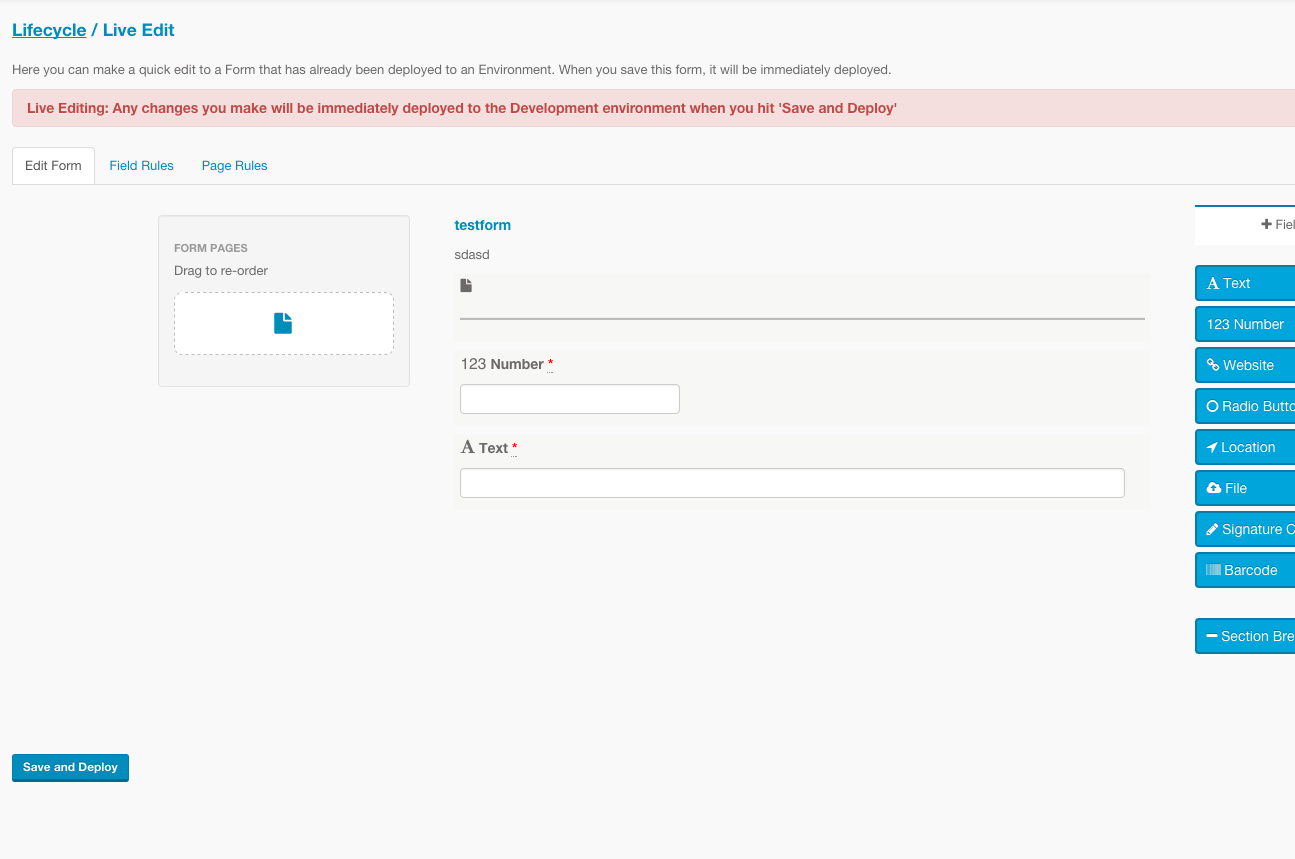 Lifecycle / Live Edit
Here you can make a quick edit to a Form that has already been deployed to an Environment. When you save this form, it will be immediately deployed.
Live Editing: Any changes you make will be immediately deployed to the Development environment when you hit 'Save and Deploy'
Edit Form Field Rules Page Rules
FORM PAGES
Drag to re-order
testform
sdasd
123 Number *
A Text *
+ Fiel
A Text
123 Number
Website
Radio Butto
Location
File
Signature C
Barcode
Section Bre
Save and Deploy